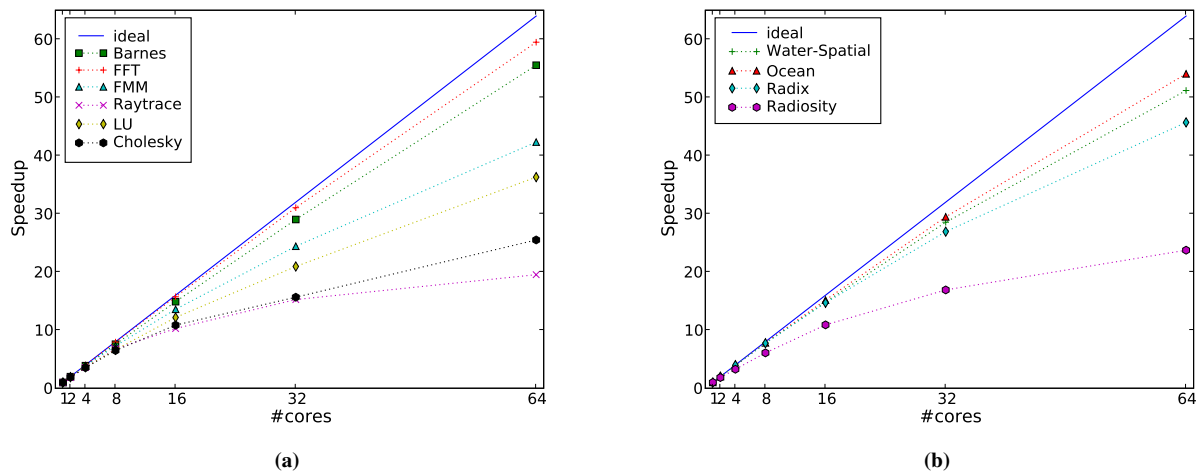 60
50
40
30
20
10
0
Speedup
ideal
Barnes
FFT
FMM
Raytrace
LU
Cholesky
1 2 4 8 16 32 64
#cores
(a)
60
50
40
30
20
10
0
Speedup
ideal
Water-Spatial
Ocean
Radix
Radiosity
1 2 4 8 16 32 64
#cores
(b)